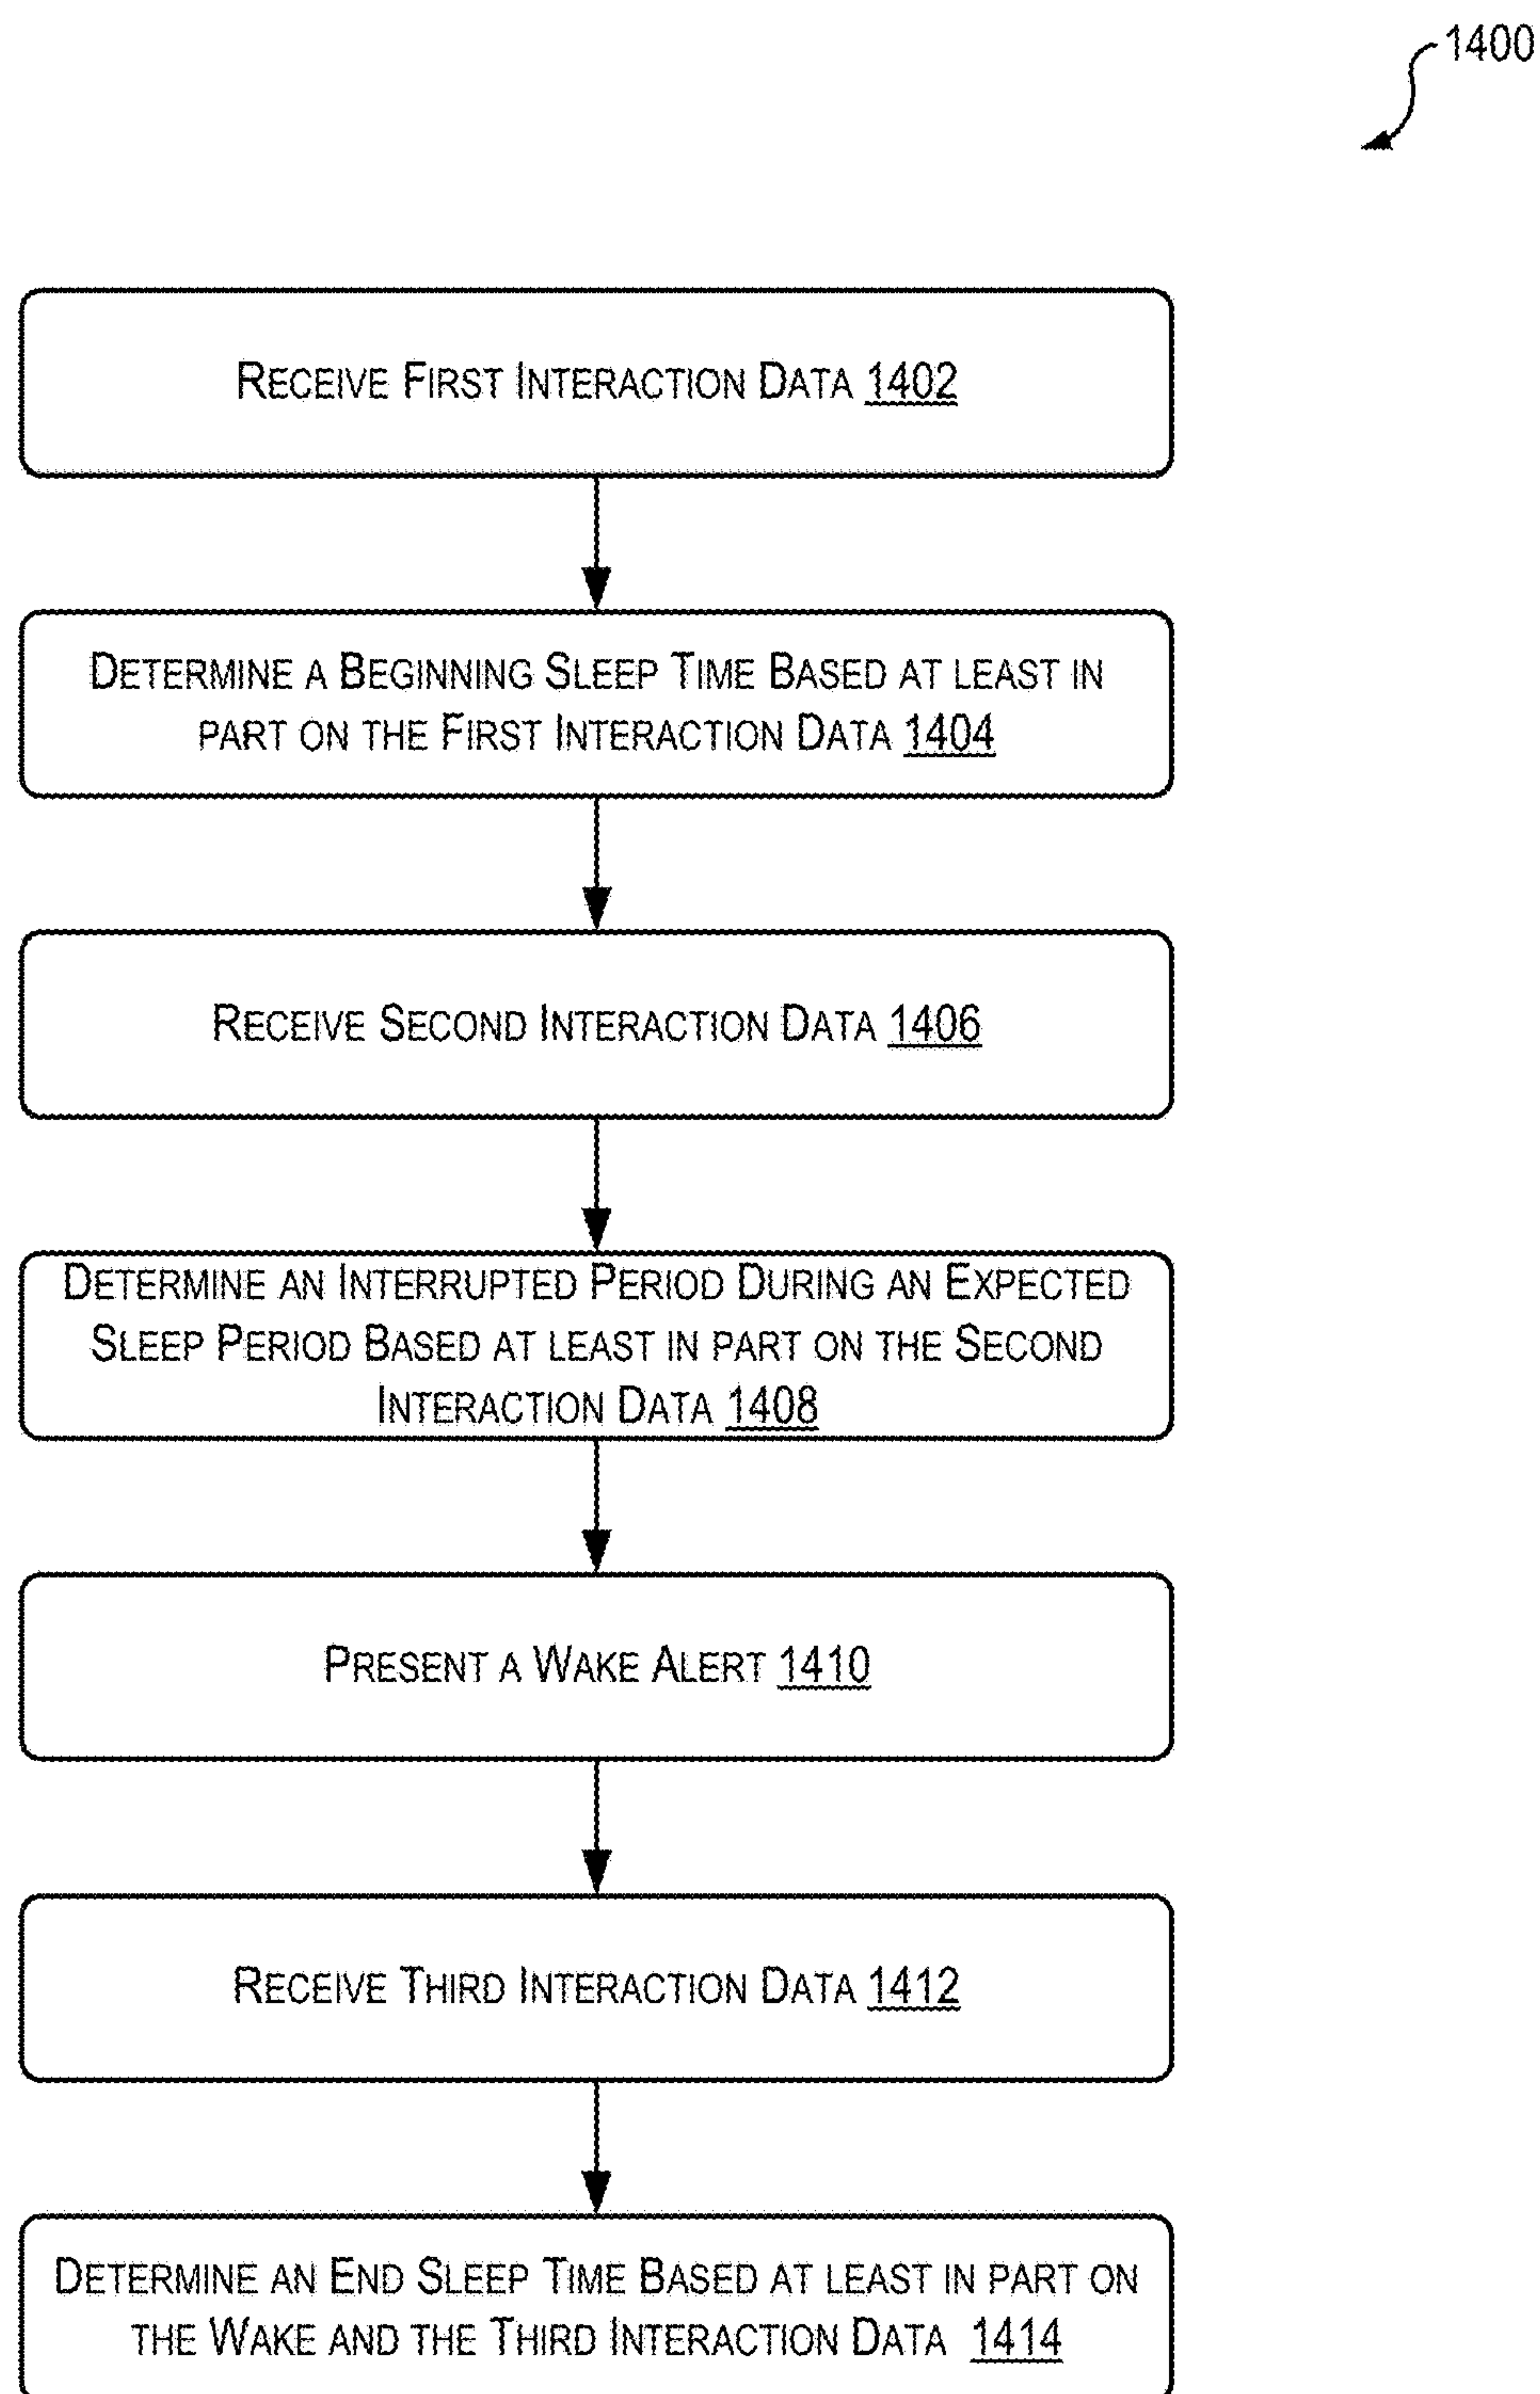 1400
RECEIVE FIRST INTERACTION DATA 1402
DETERMINE A BEGINNING SLEEP TIME BASED AT LEAST IN
PART ON THE FIRST INTERACTION DATA 1404
RECEIVE SECOND INTERACTION DATA 1406
DETERMINE AN INTERRUPTED PERIOD DURING AN EXPECTED
SLEEP PERIOD BASED AT LEAST IN PART ON THE SECOND
INTERACTION DATA 1408
PRESENT A WAKE ALERT 1410
RECEIVE THIRD INTERACTION DATA 1412
DETERMINE AN END SLEEP TIME BASED AT LEAST IN PART ON
THE WAKE AND THE THIRD INTERACTION DATA 1414